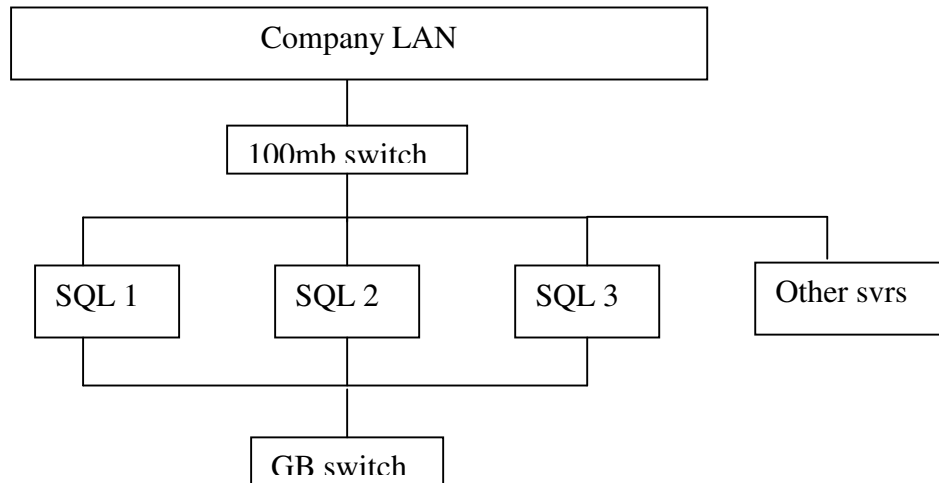 Company LAN
100mb switch
SQL 1
SQL 2
SQL 3
Other svrs
GB switch